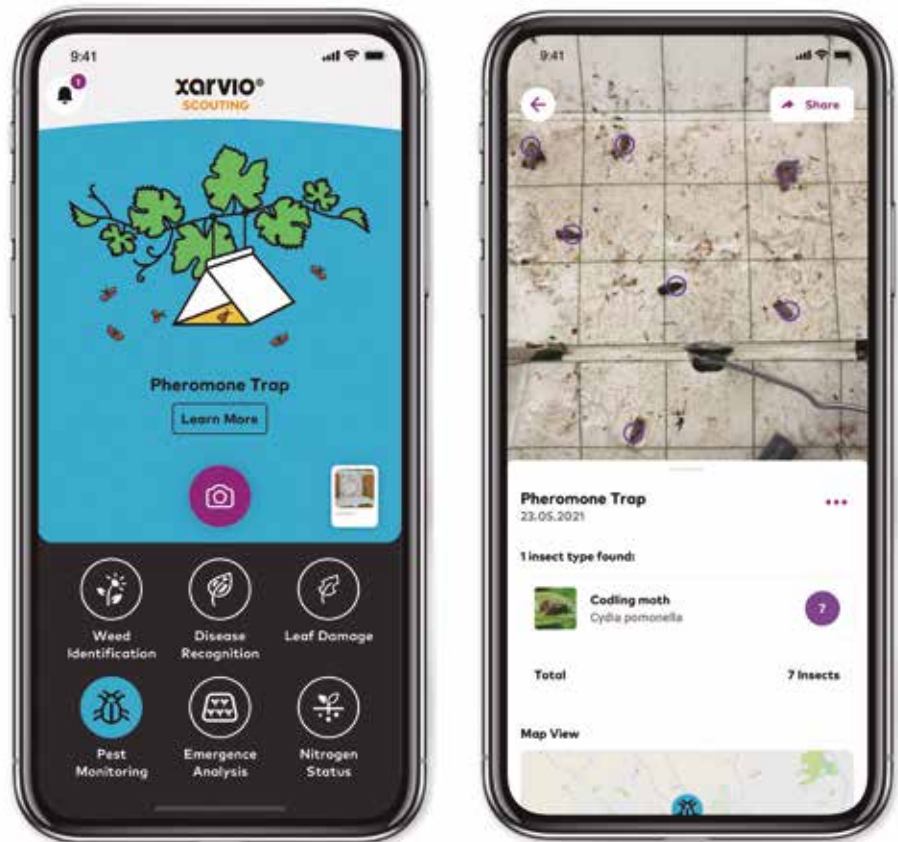 9:41
1
xarvio®
SCOUTING
Pheromone Trap
Learn More
Weed
Identification
Disease
Recognition
Leaf Damage
Pest
Monitoring
Emergence
Analysis
Nitrogen
Status
9:41
Share
Pheromone Trap
23.05.2021
1 insect type found:
Codling moth
Cydia pomonella
7
Total
7 Insects
Map View